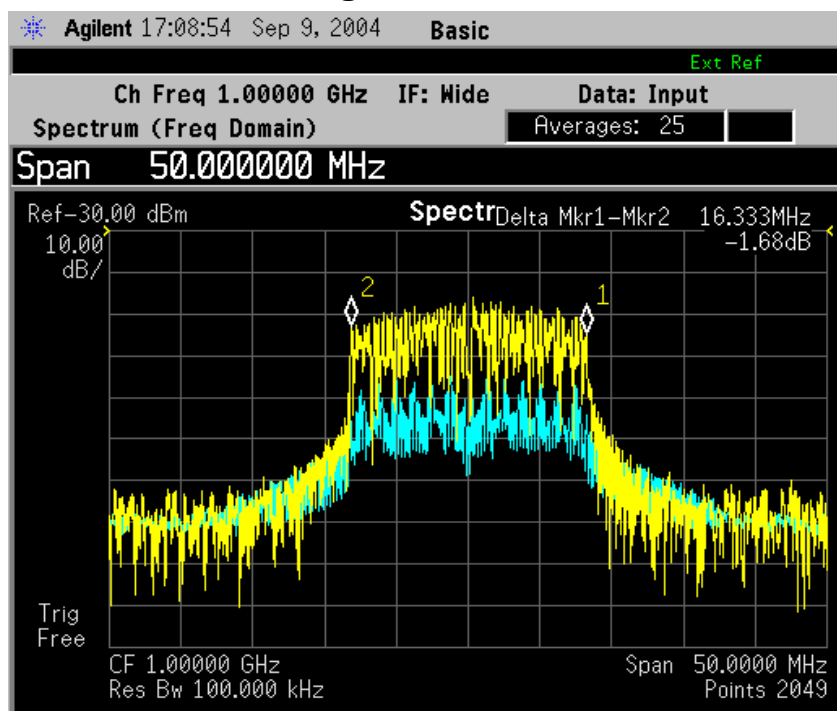 Agilent 17:08:54 Sep 9, 2004 Basic
Ext Ref
Ch Freq 1.00000 GHz IF: Wide Data: Input
Spectrum (Freq Domain) Averages: 25
Span 50.000000 MHz
Ref-30.00 dBm Spectr Delta Mkr1-Mkr2 16.333MHz
10.00 -1.68dB
dB/
2
1
Trig
Free
CF 1.00000 GHz Span 50.0000 MHz
Res Bw 100.000 kHz Points 2049